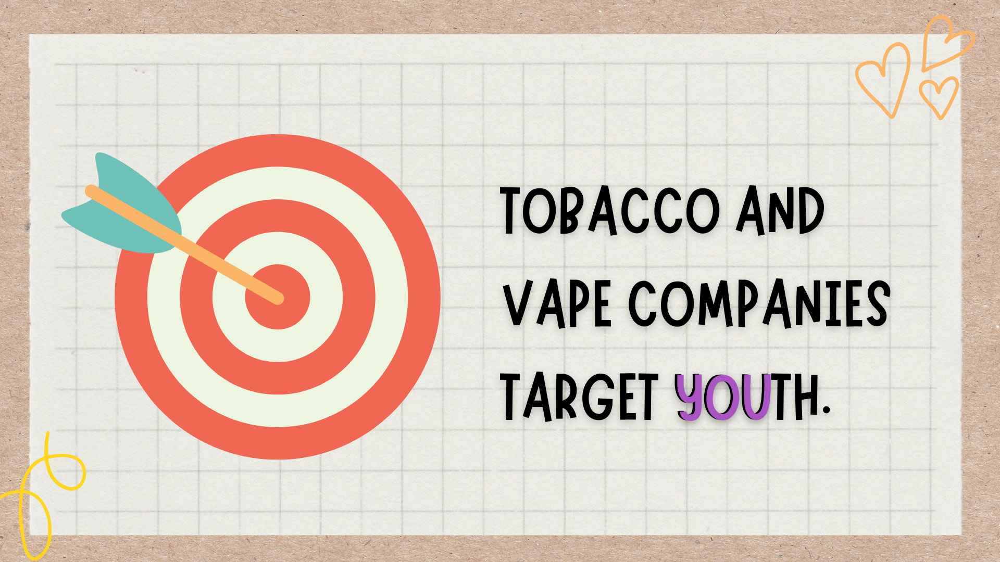 TOBACCO AND
VAPE COMPANIES
TARGET YOUTH.